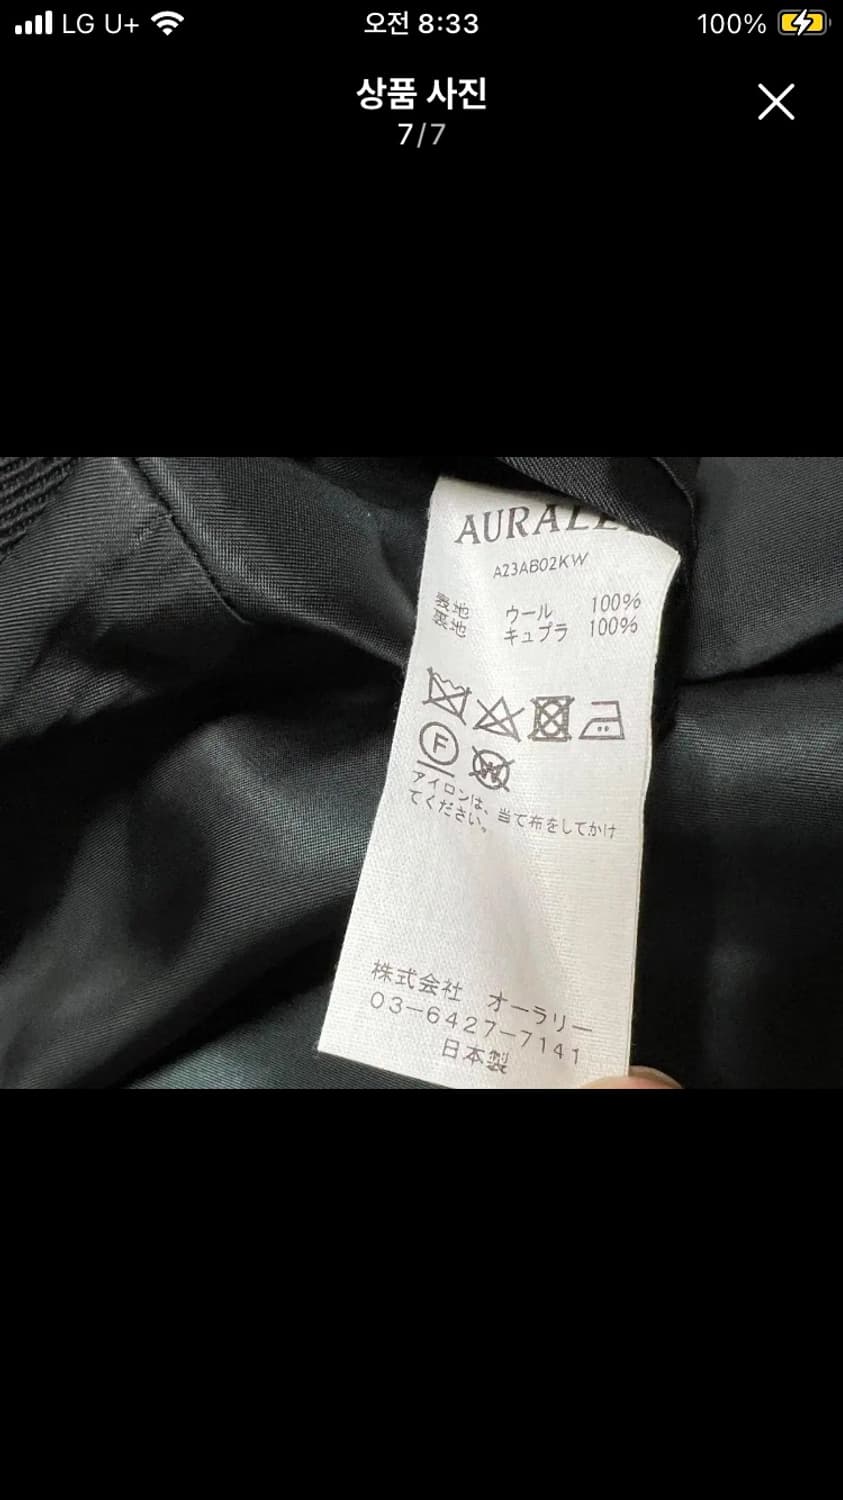 LG U+ 오전 8:33 100%
상품 사진
7/7
AURALE
A23AB02KW
表地 ウール 100%
裏地 キュプラ 100%
F
W
アイロンは、当て布をしてかけ
てください。
株式会社 オーラリー
03-6427-7141
日本製